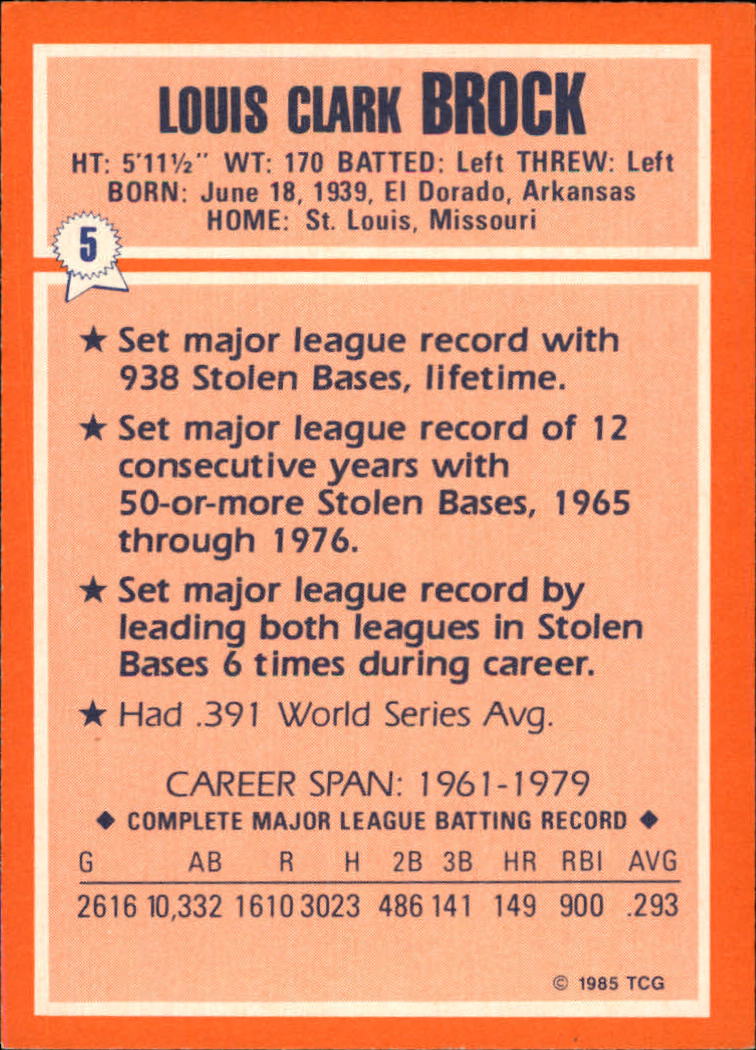 LOUIS CLARK BROCK
HT: 5'11½" WT: 170 BATTED: Left THREW: Left
BORN: June 18, 1939, El Dorado, Arkansas
HOME: St. Louis, Missouri
5
★ Set major league record with
938 Stolen Bases, lifetime.
★ Set major league record of 12
consecutive years with
50-or-more Stolen Bases, 1965
through 1976.
★ Set major league record by
leading both leagues in Stolen
Bases 6 times during career.
★ Had .391 World Series Avg.
CAREER SPAN: 1961-1979
◆ COMPLETE MAJOR LEAGUE BATTING RECORD ◆
G AB R H 2B 3B HR RBI AVG
2616 10,332 1610 3023 486 141 149 900 .293
© 1985 TCG